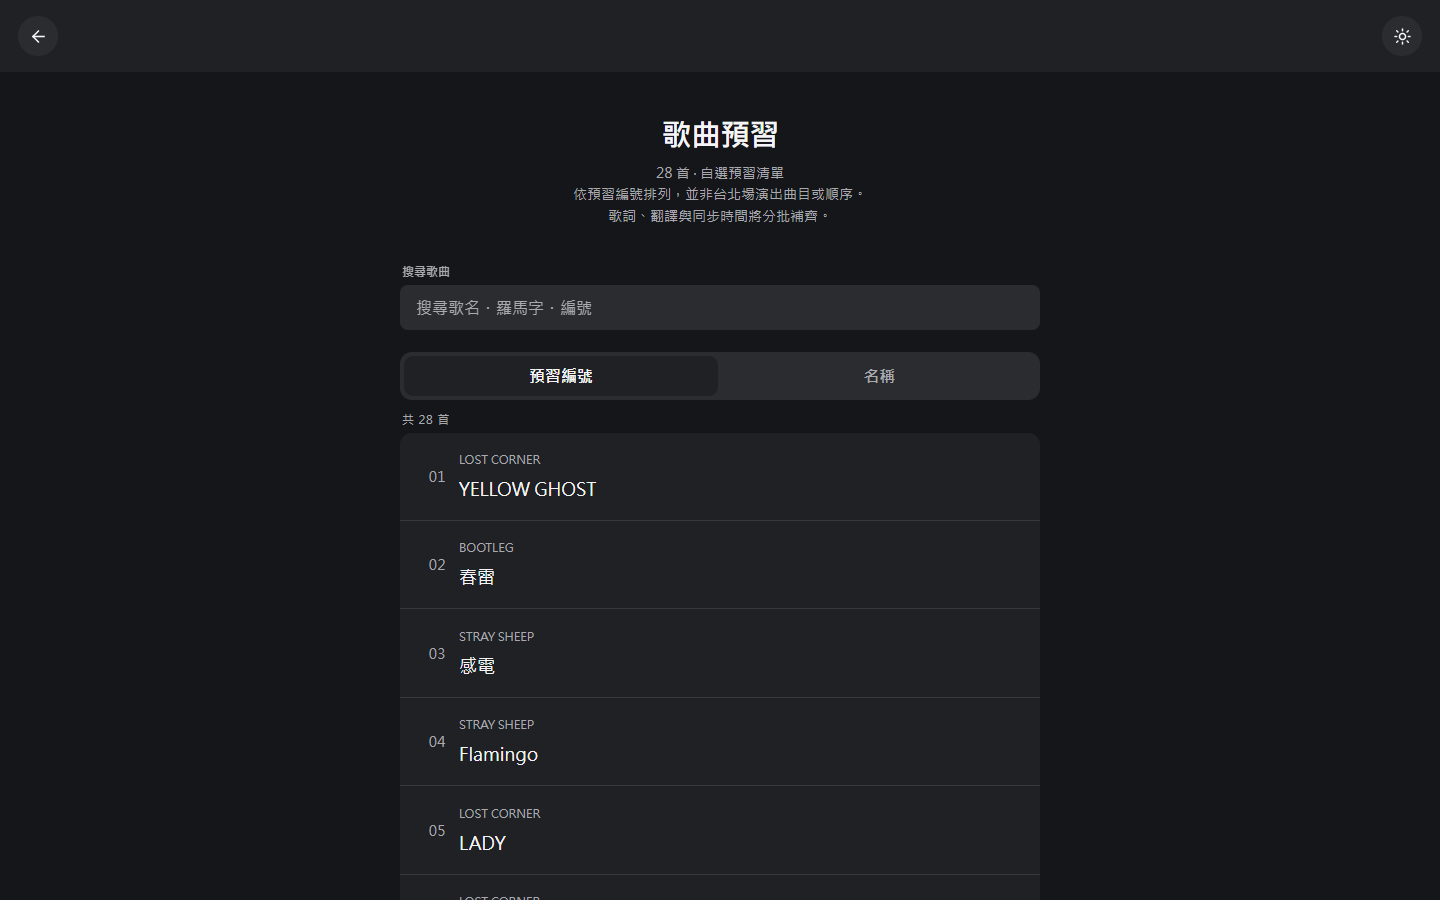 歌曲預習
28 首 · 自選預習清單
依預習編號排列，並非台北場演出曲目或順序。
歌詞、翻譯與同步時間將分批補齊。
搜尋歌曲
搜尋歌名・羅馬字・編號
預習編號
名稱
共 28 首
LOST CORNER
01
YELLOW GHOST
BOOTLEG
02
春雷
STRAY SHEEP
03
感電
STRAY SHEEP
04
Flamingo
LOST CORNER
05
LADY
LOST CORNER